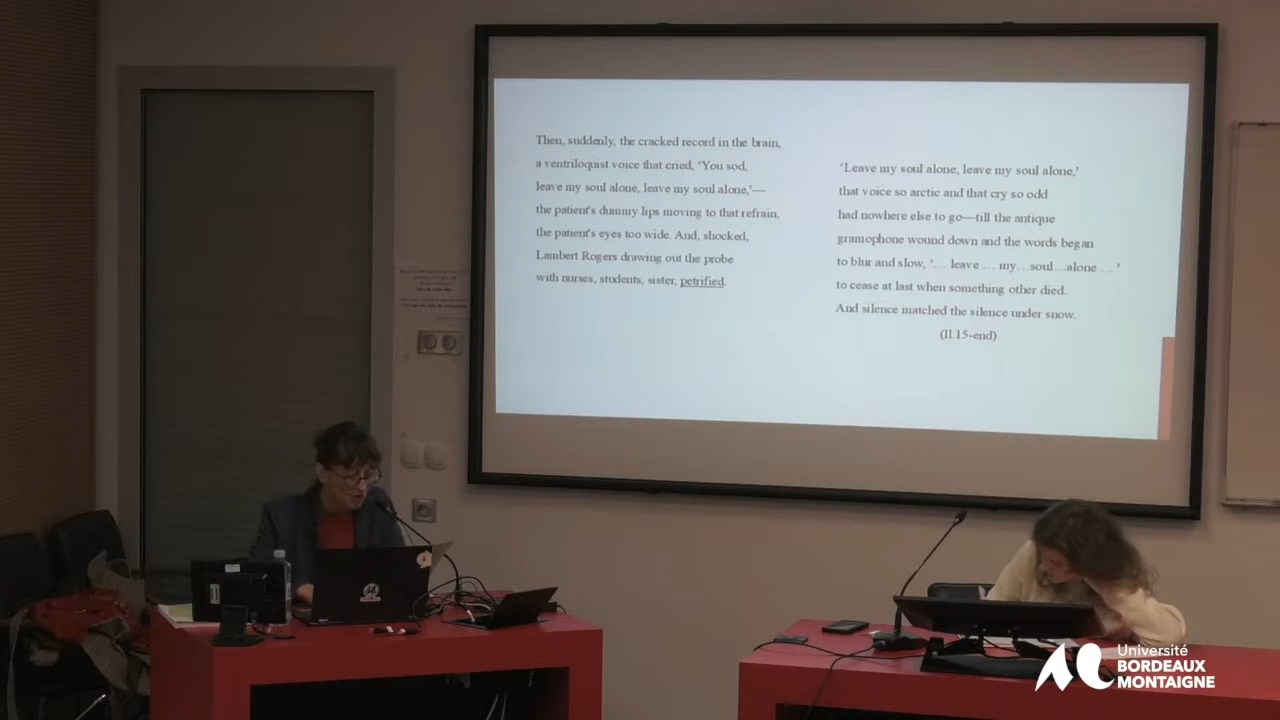 Then, suddenly, the cracked record in the brain,
a ventriloquist voice that cried, 'You sod,
leave my soul alone, leave my soul alone,'—
the patient's dummy lips moving to that refrain,
the patient's eyes too wide. And, shocked,
Lambert Rogers drawing out the probe
with nurses, students, sister, petrified.
'Leave my soul alone, leave my soul alone,'
that voice so arctic and that cry so odd
had nowhere else to go—till the antique
gramophone wound down and the words began
to blur and slow, '… leave … my…soul…alone …'
to cease at last when something other died.
And silence matched the silence under snow.
(ll.15-end)
Université
BORDEAUX
MONTAIGNE